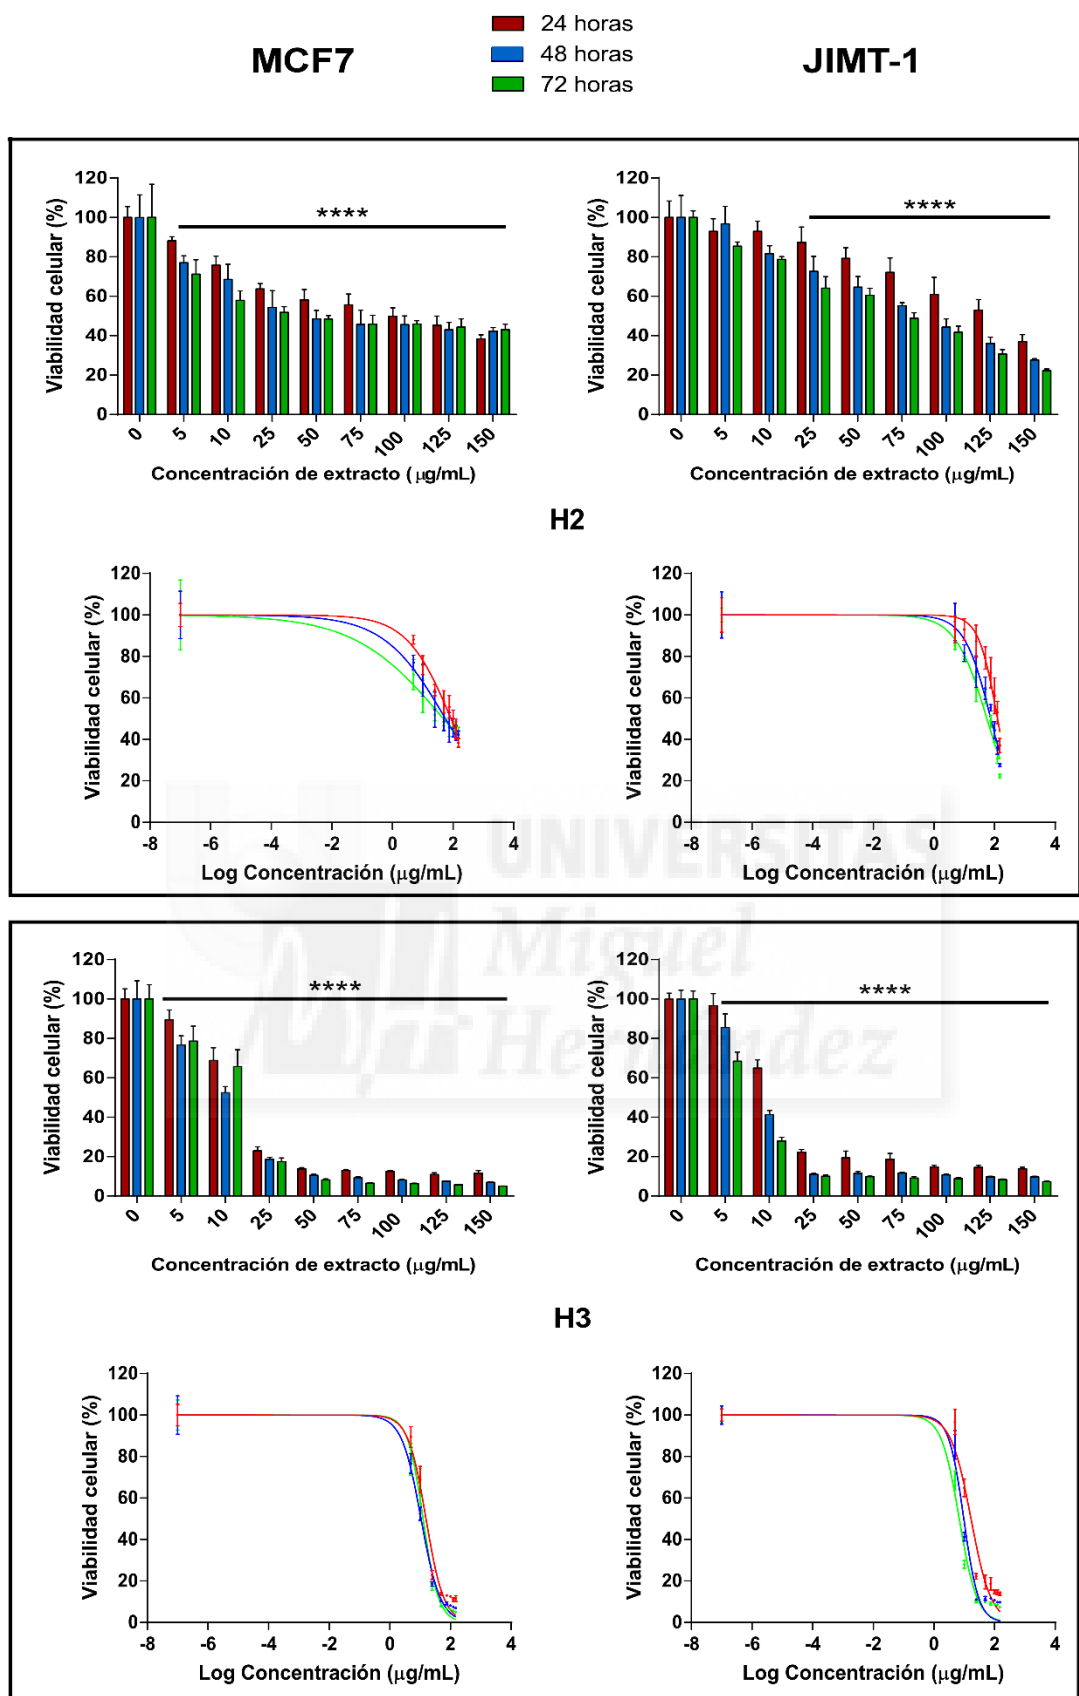 24 horas
48 horas
72 horas
MCF7
JIMT-1
Viabilidad celular (%)
120
100
80
60
40
20
0
****
0 5 10 25 50 75 100 125 150
Concentración de extracto (μg/mL)
Viabilidad celular (%)
120
100
80
60
40
20
0
****
0 5 10 25 50 75 100 125 150
Concentración de extracto (μg/mL)
H2
Viabilidad celular (%)
120
100
80
60
40
20
0
-8 -6 -4 -2 0 2 4
Log Concentración (μg/mL)
Viabilidad celular (%)
120
100
80
60
40
20
0
-8 -6 -4 -2 0 2 4
Log Concentración (μg/mL)
UNIVERSITAS
Miguel
Hernández
Viabilidad celular (%)
120
100
80
60
40
20
0
****
0 5 10 25 50 75 100 125 150
Concentración de extracto (μg/mL)
Viabilidad celular (%)
120
100
80
60
40
20
0
****
0 5 10 25 50 75 100 125 150
Concentración de extracto (μg/mL)
H3
Viabilidad celular (%)
120
100
80
60
40
20
0
-8 -6 -4 -2 0 2 4
Log Concentración (μg/mL)
Viabilidad celular (%)
120
100
80
60
40
20
0
-8 -6 -4 -2 0 2 4
Log Concentración (μg/mL)